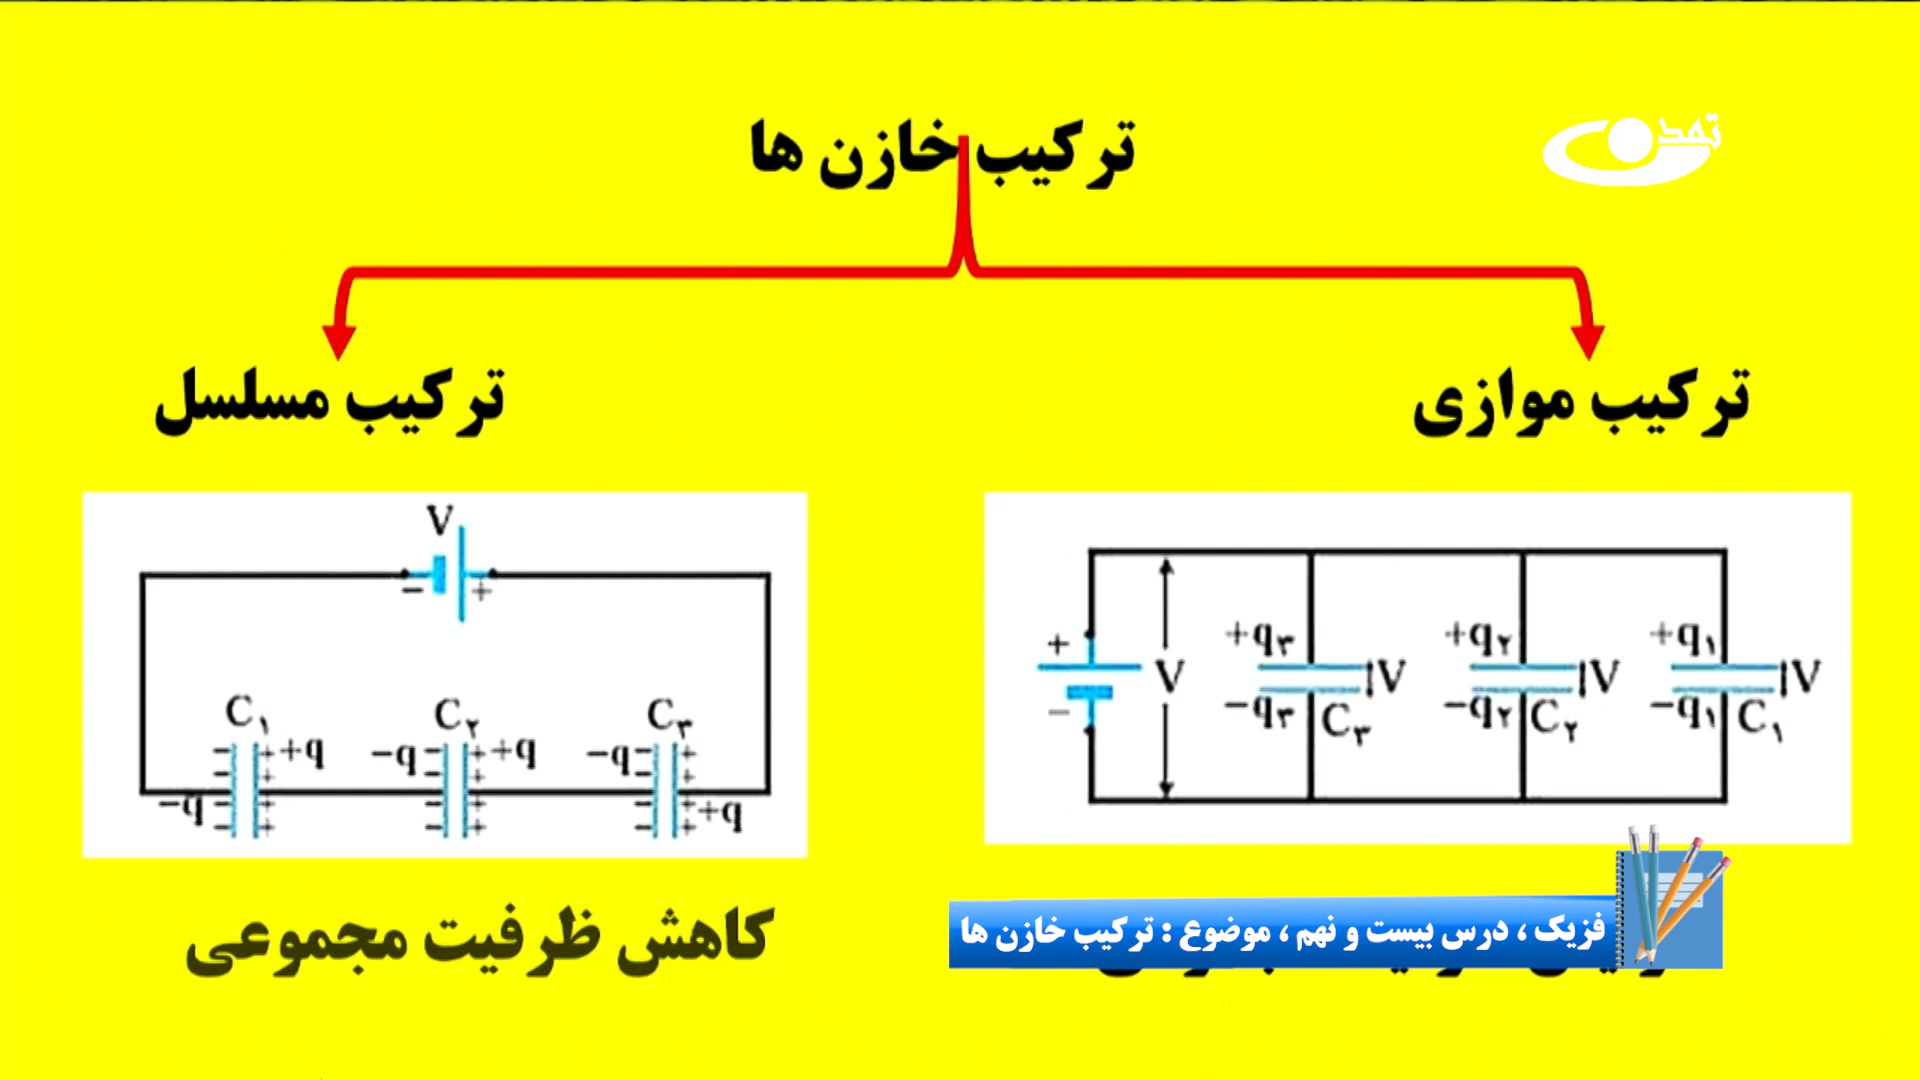 ترکیب خازن ها
تمدن
ترکیب موازی
ترکیب مسلسل
V
− +
C۱ C۲ C۳
+q −q +q −q
−q +q
+ V −
+q۳ +q۲ +q۱
V V V
−q۳ −q۲ −q۱
C۳ C۲ C۱
کاهش ظرفیت مجموعی
فزیک ، درس بیست و نهم ، موضوع : ترکیب خازن ها